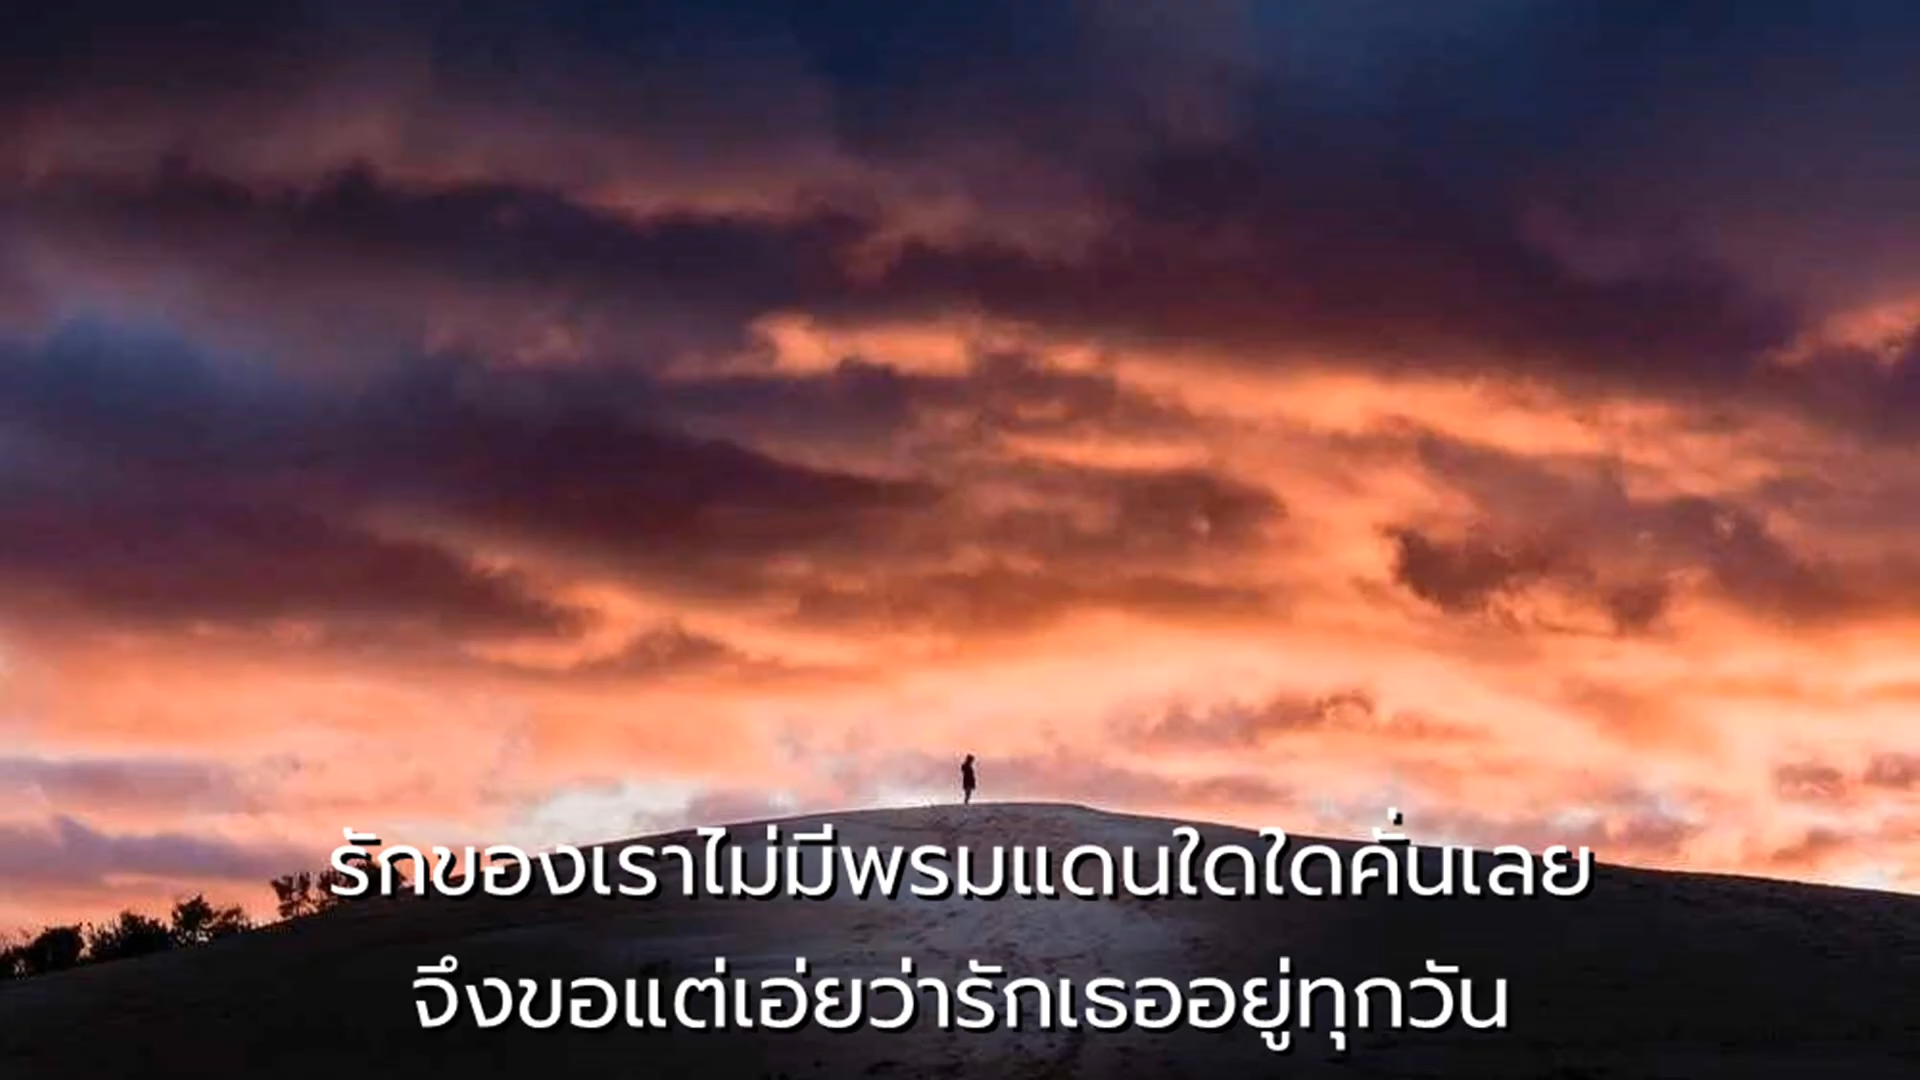 รักของเราไม่มีพรมแดนใดใดคั่นเลย
จึงขอแต่เอ่ยว่ารักเธออยู่ทุกวัน